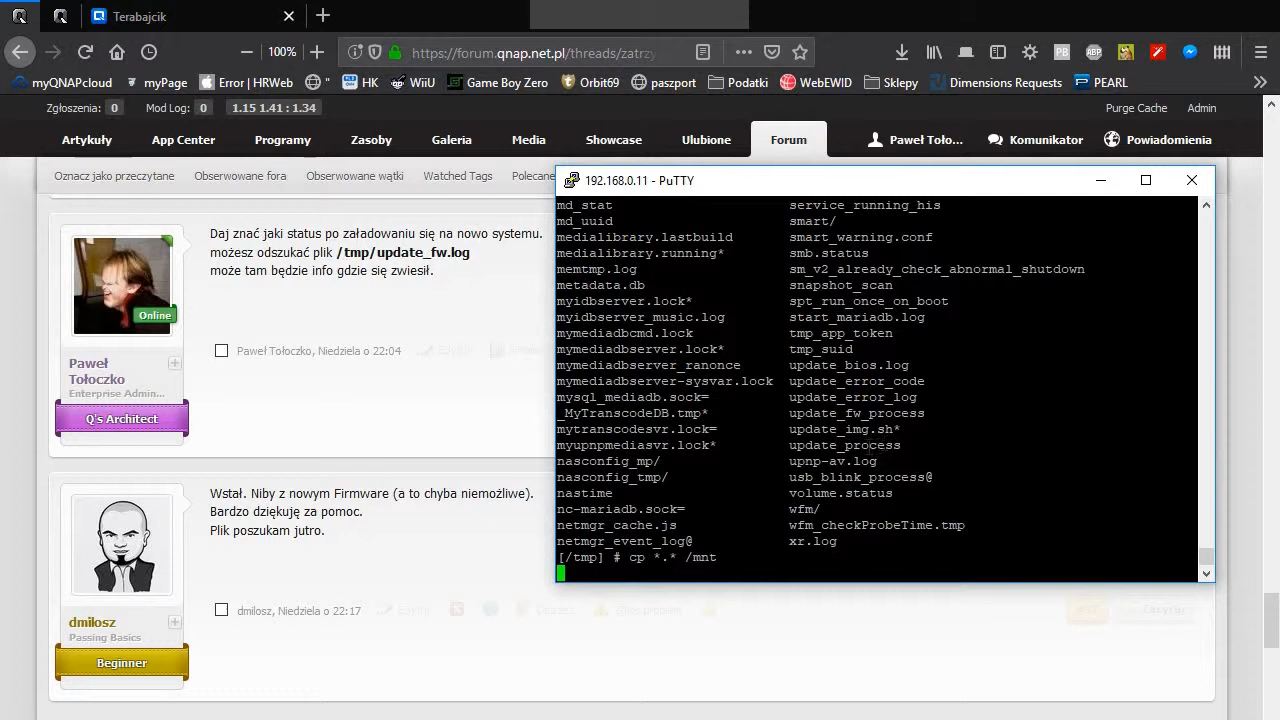 Terabajcik
100%
https://forum.qnap.net.pl/threads/zatrzy
myQNAPcloud
myPage
Error | HRWeb
"
HK
WiiU
Game Boy Zero
Orbit69
paszport
Podatki
WebEWID
Sklepy
Dimensions Requests
PEARL
Zgłoszenia: 0
Mod Log: 0
1.15 1.41 : 1.34
Purge Cache
Admin
Artykuły
App Center
Programy
Zasoby
Galeria
Media
Showcase
Ulubione
Forum
Paweł Toło...
Komunikator
Powiadomienia
Oznacz jako przeczytane
Obserwowane fora
Obserwowane wątki
Watched Tags
Polecane
Daj znać jaki status po załadowaniu się na nowo systemu.
możesz odszukać plik /tmp/update_fw.log
może tam będzie info gdzie się zwiesił.
Online
Paweł Tołoczko, Niedziela o 22:04
Paweł
Tołoczko
Enterprise Admin...
Q's Architect
Wstał. Niby z nowym Firmware (a to chyba niemożliwe).
Bardzo dziękuję za pomoc.
Plik poszukam jutro.
dmilosz, Niedziela o 22:17
dmilosz
Passing Basics
Beginner
192.168.0.11 - PuTTY
md_stat service_running_his
md_uuid smart/
medialibrary.lastbuild smart_warning.conf
medialibrary.running* smb.status
memtmp.log sm_v2_already_check_abnormal_shutdown
metadata.db snapshot_scan
myidbserver.lock* spt_run_once_on_boot
myidbserver_music.log start_mariadb.log
mymediadbcmd.lock tmp_app_token
mymediadbserver.lock* tmp_suid
mymediadbserver_ranonce update_bios.log
mymediadbserver-sysvar.lock update_error_code
mysql_mediadb.sock= update_error_log
_MyTranscodeDB.tmp* update_fw_process
mytranscodesvr.lock= update_img.sh*
myupnpmediasvr.lock* update_process
nasconfig_mp/ upnp-av.log
nasconfig_tmp/ usb_blink_process@
nastime volume.status
nc-mariadb.sock= wfm/
netmgr_cache.js wfm_checkProbeTime.tmp
netmgr_event_log@ xr.log
[/tmp] # cp *.* /mnt